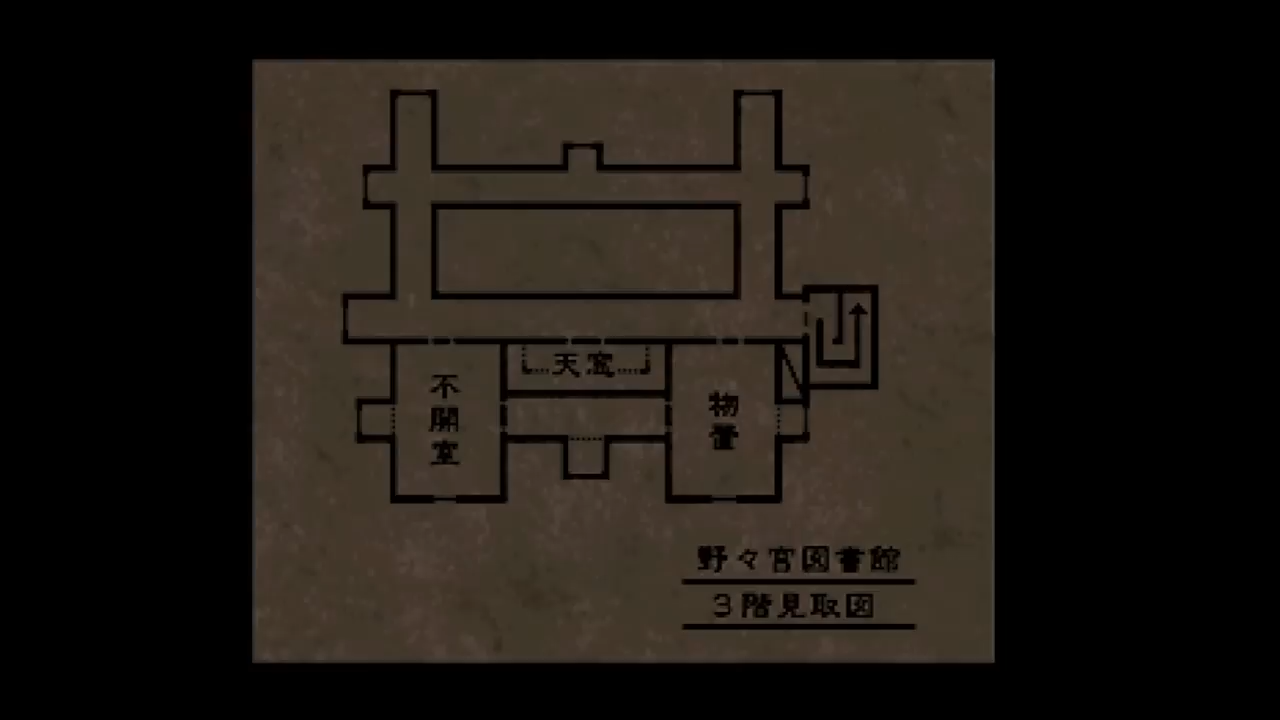 天窓
不開室
物置
野々宮図書館
3階見取図